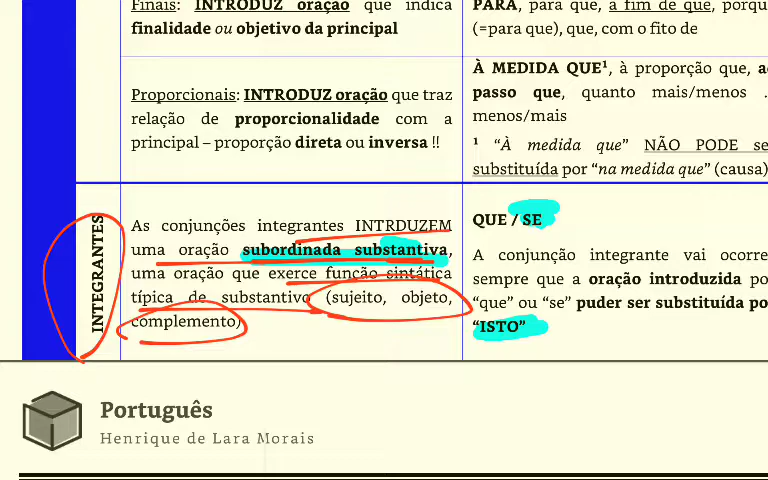 Finais: INTRODUZ oração que indica
finalidade ou objetivo da principal
PARA, para que, a fim de que, porqu
(=para que), que, com o fito de
Proporcionais: INTRODUZ oração que traz
relação de proporcionalidade com a
principal – proporção direta ou inversa !!
À MEDIDA QUE¹, à proporção que, a
passo que, quanto mais/menos .
menos/mais
¹ “À medida que” NÃO PODE se
substituída por “na medida que” (causa)
INTEGRANTES
As conjunções integrantes INTRDUZEM
uma oração subordinada substantiva,
uma oração que exerce função sintática
típica de substantivo (sujeito, objeto,
complemento)
QUE / SE
A conjunção integrante vai ocorre
sempre que a oração introduzida po
“que” ou “se” puder ser substituída po
“ISTO”
Português
Henrique de Lara Morais